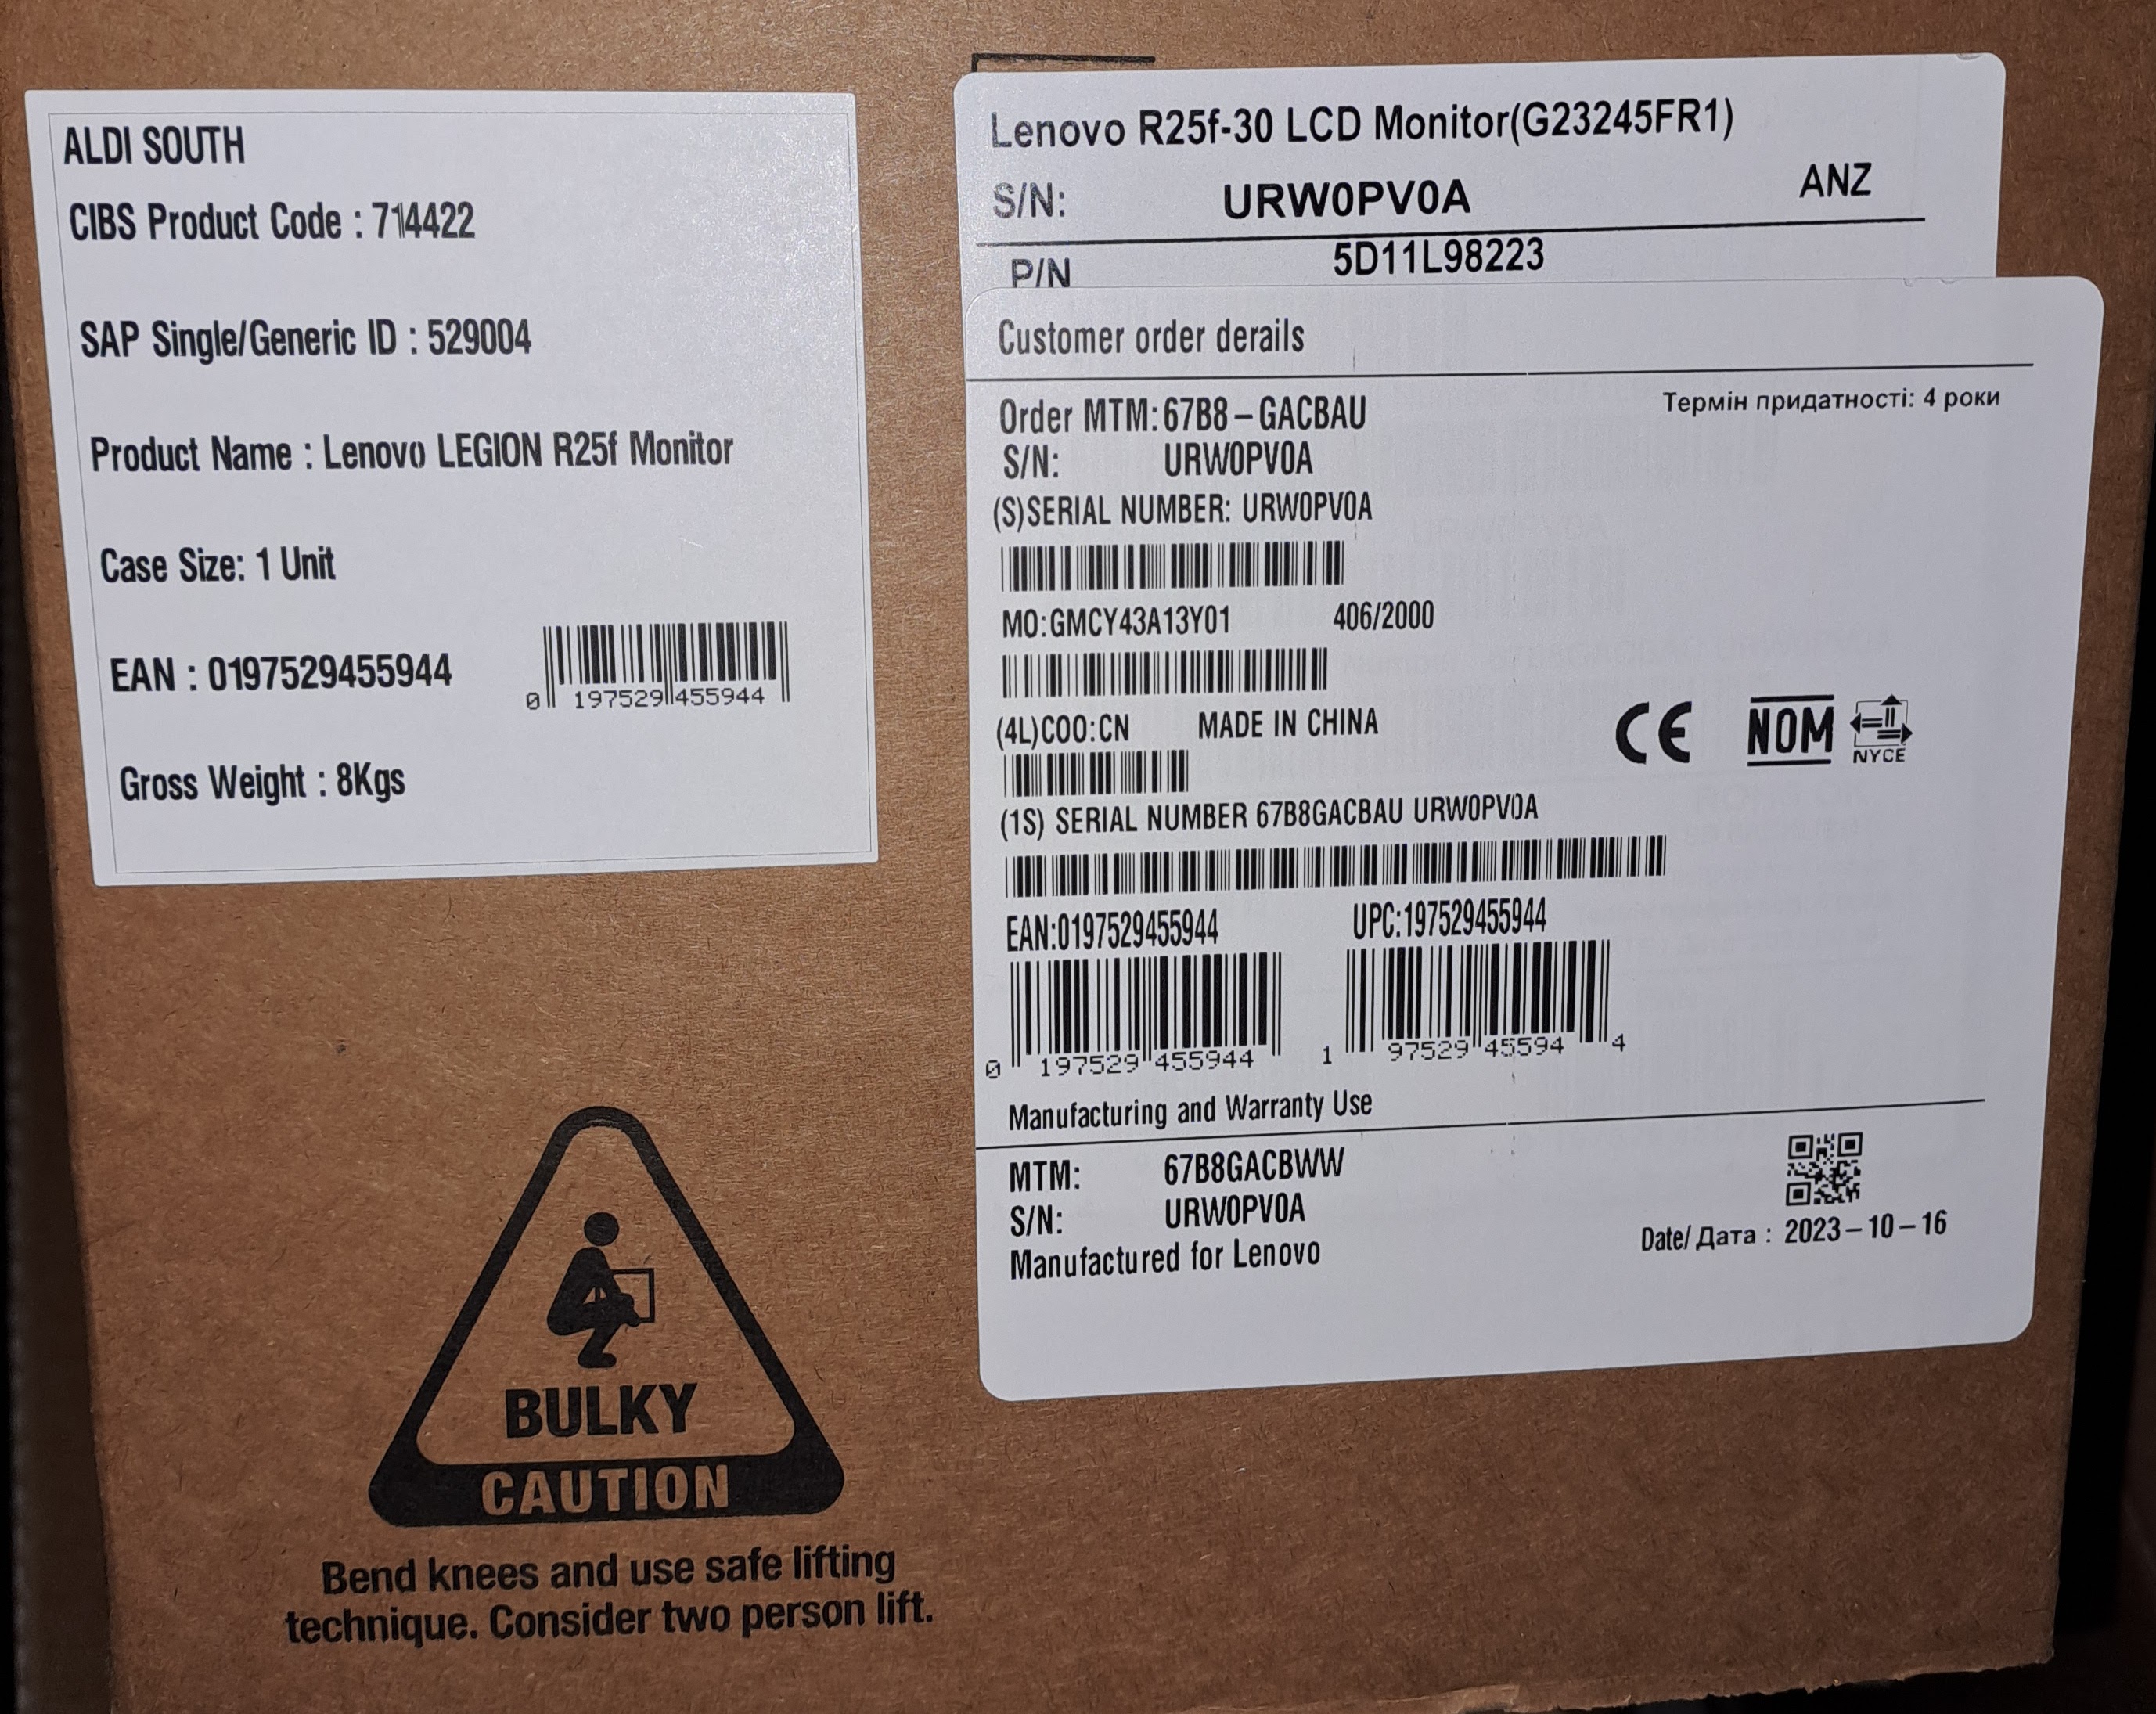 ALDI SOUTH
CIBS Product Code : 714422
SAP Single/Generic ID : 529004
Product Name : Lenovo LEGION R25f Monitor
Case Size: 1 Unit
EAN : 0197529455944
0 197529 455944
Gross Weight : 8Kgs
Lenovo R25f-30 LCD Monitor(G23245FR1)
S/N: URW0PV0A ANZ
P/N 5D11L98223
Customer order derails
Order MTM: 67B8 – GACBAU Термін придатності: 4 роки
S/N: URW0PV0A
(S)SERIAL NUMBER: URW0PV0A
MO:GMCY43A13Y01 406/2000
(4L)COO:CN MADE IN CHINA
CE NOM NYCE
(1S) SERIAL NUMBER 67B8GACBAU URW0PV0A
EAN:0197529455944 UPC:197529455944
0 197529 455944 1 97529 45594 4
Manufacturing and Warranty Use
MTM: 67B8GACBWW
S/N: URW0PV0A
Manufactured for Lenovo
Date/Дата : 2023–10–16
BULKY
CAUTION
Bend knees and use safe lifting
technique. Consider two person lift.